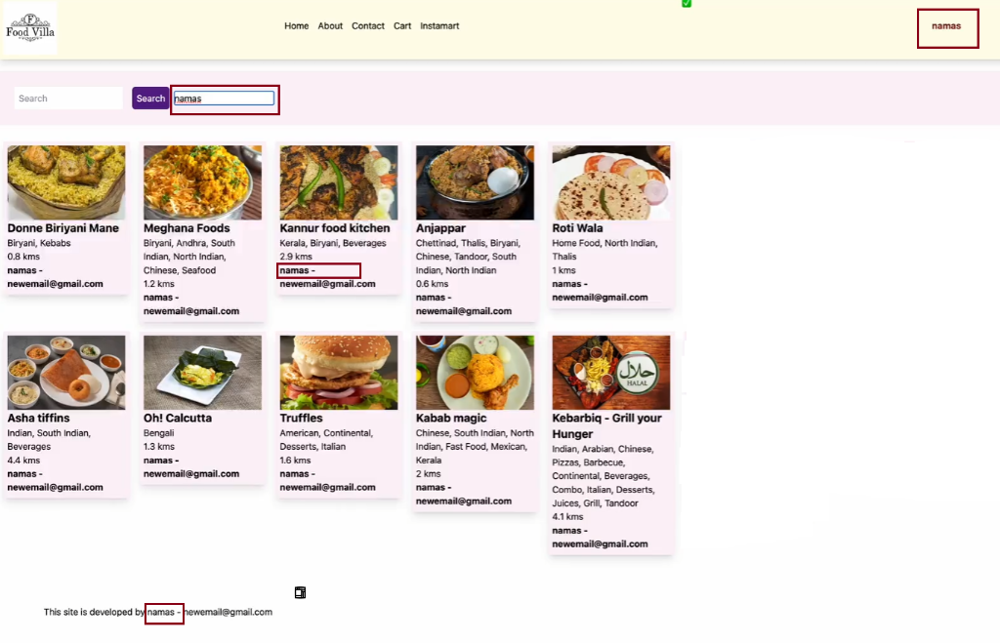 F
Food Villa
Home About Contact Cart Instamart
namas
Search Search namas
Donne Biriyani Mane
Biryani, Kebabs
0.8 kms
namas -
newemail@gmail.com
Meghana Foods
Biryani, Andhra, South
Indian, North Indian,
Chinese, Seafood
1.2 kms
namas -
newemail@gmail.com
Kannur food kitchen
Kerala, Biryani, Beverages
2.9 kms
namas -
newemail@gmail.com
Anjappar
Chettinad, Thalis, Biryani,
Chinese, Tandoor, South
Indian, North Indian
0.6 kms
namas -
newemail@gmail.com
Roti Wala
Home Food, North Indian,
Thalis
1 kms
namas -
newemail@gmail.com
Asha tiffins
Indian, South Indian,
Beverages
4.4 kms
namas -
newemail@gmail.com
Oh! Calcutta
Bengali
1.3 kms
namas -
newemail@gmail.com
Truffles
American, Continental,
Desserts, Italian
1.6 kms
namas -
newemail@gmail.com
Kabab magic
Chinese, South Indian, North
Indian, Fast Food, Mexican,
Kerala
2 kms
namas -
newemail@gmail.com
حلال
HALAL
Kebarbiq - Grill your
Hunger
Indian, Arabian, Chinese,
Pizzas, Barbecue,
Continental, Beverages,
Combo, Italian, Desserts,
Juices, Grill, Tandoor
4.1 kms
namas -
newemail@gmail.com
This site is developed by namas - newemail@gmail.com